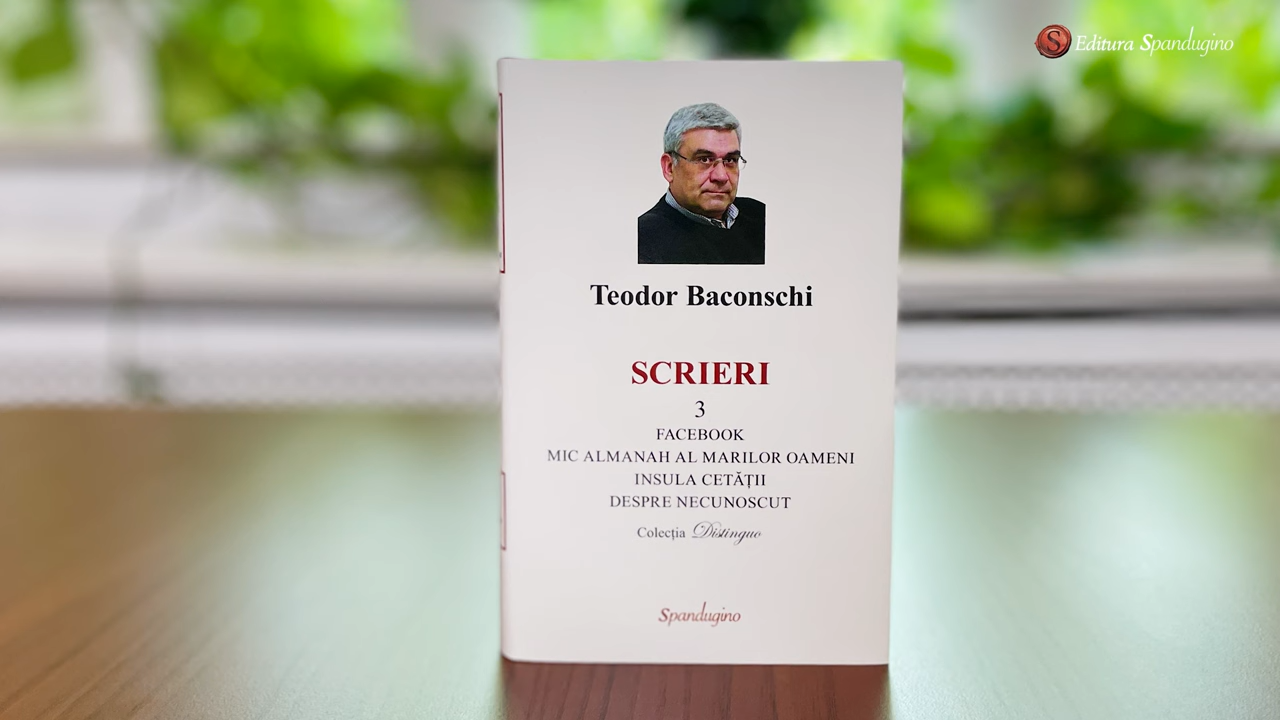 Editura Spandugino
Teodor Baconschi
SCRIERI
3
FACEBOOK
MIC ALMANAH AL MARILOR OAMENI
INSULA CETĂȚII
DESPRE NECUNOSCUT
Colecția Distinguo
Spandugino